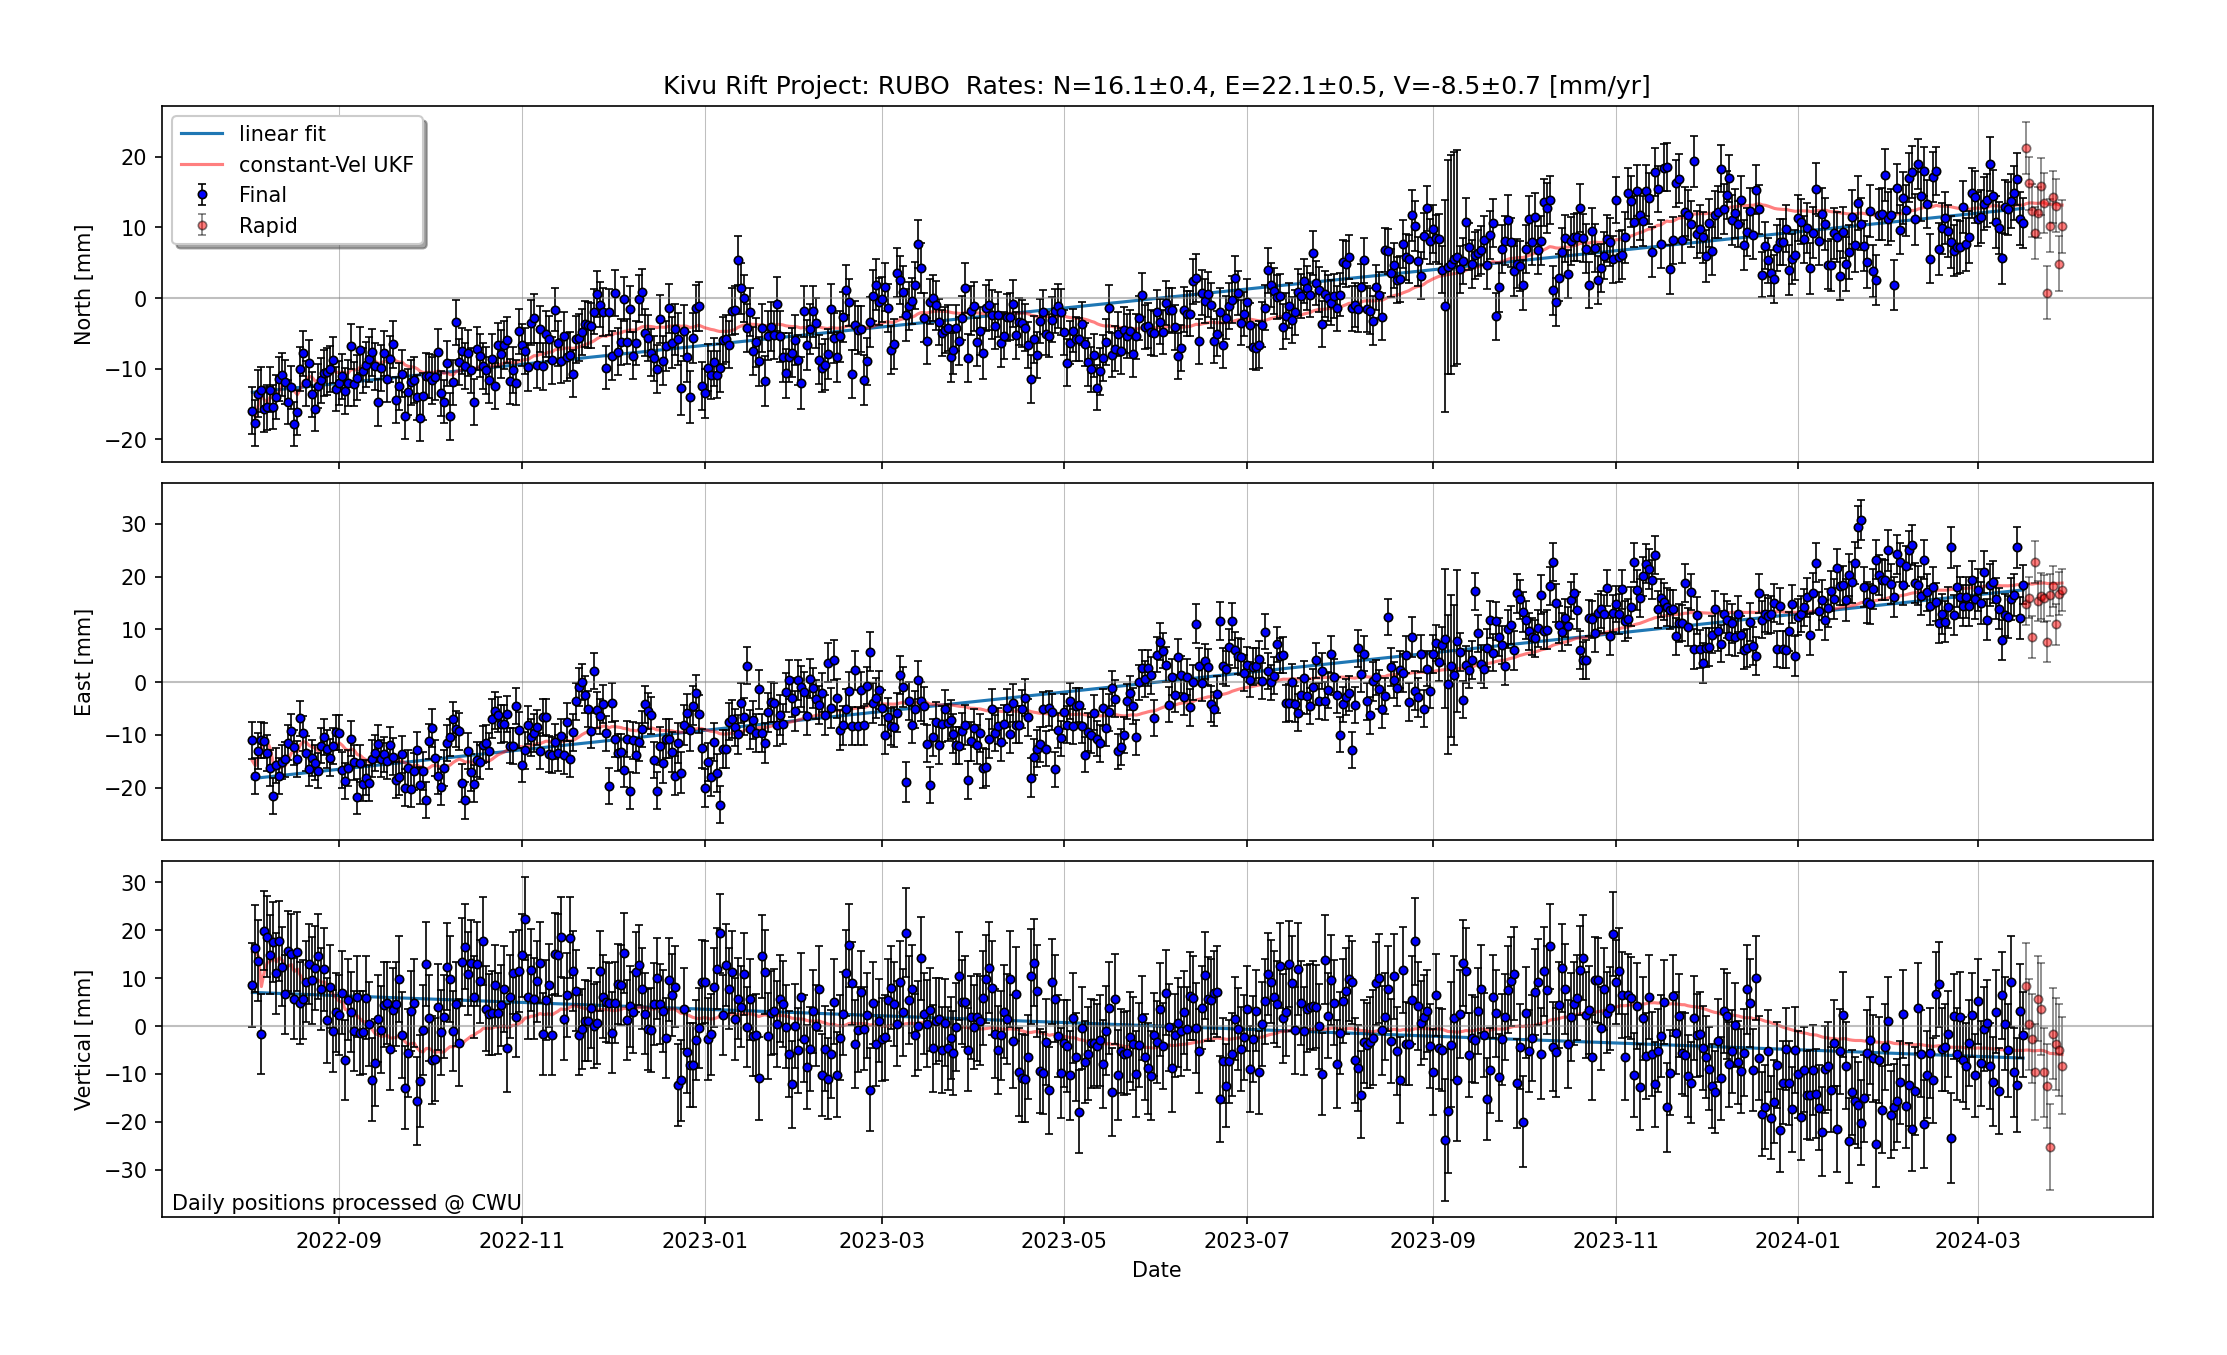 Kivu Rift Project: RUBO  Rates: N=16.1±0.4, E=22.1±0.5, V=-8.5±0.7 [mm/yr]
linear fit
constant-Vel UKF
Final
Rapid
20
10
0
−10
−20
North [mm]
30
20
10
0
−10
−20
East [mm]
30
20
10
0
−10
−20
−30
Vertical [mm]
Daily positions processed @ CWU
2022-09 2022-11 2023-01 2023-03 2023-05 2023-07 2023-09 2023-11 2024-01 2024-03
Date